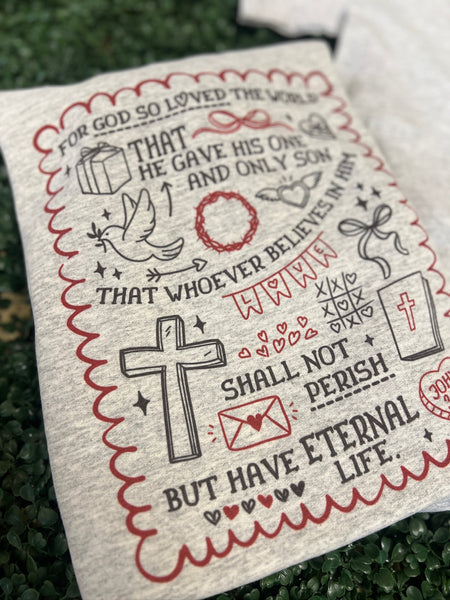 FOR GOD SO LOVED THE WORLD
THAT
HE GAVE HIS ONE
AND ONLY SON
THAT WHOEVER BELIEVES IN HIM
LOVE
SHALL NOT
PERISH
JOHN
BUT HAVE ETERNAL
LIFE.